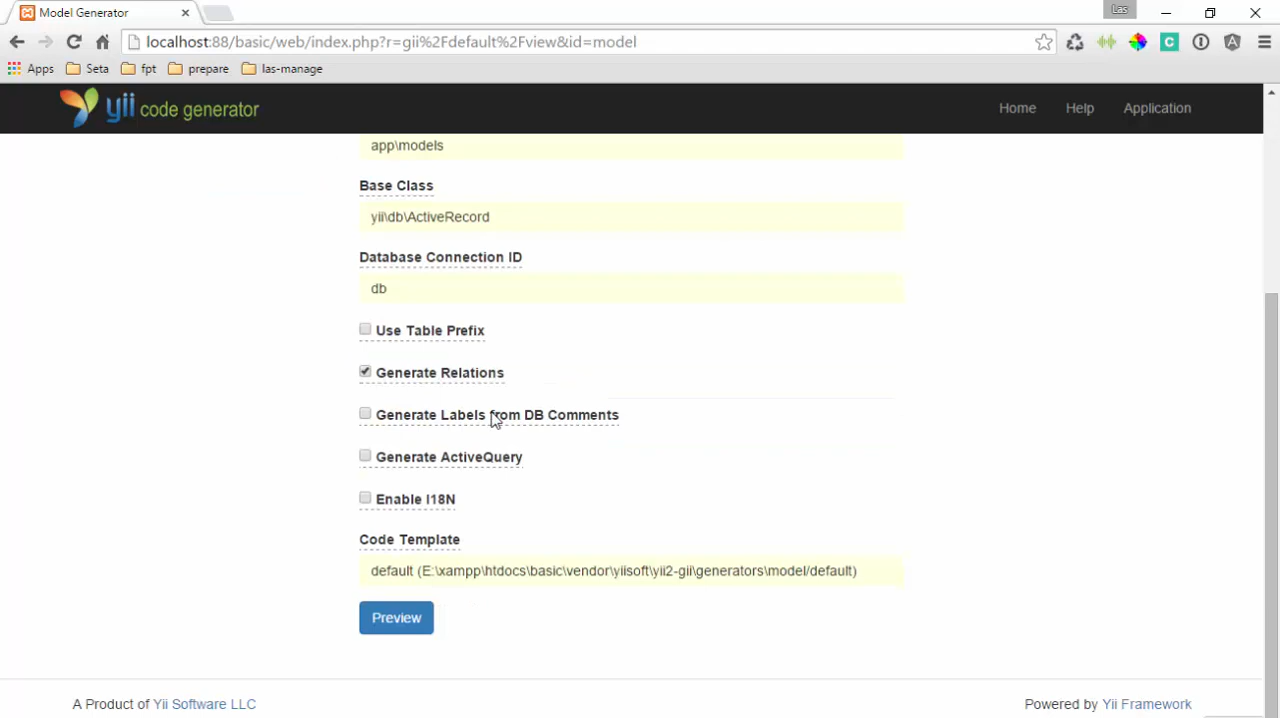 Model Generator
Las
localhost:88/basic/web/index.php?r=gii%2Fdefault%2Fview&id=model
Apps Seta fpt prepare las-manage
yii code generator Home Help Application
app\models
Base Class
yii\db\ActiveRecord
Database Connection ID
db
Use Table Prefix
Generate Relations
Generate Labels from DB Comments
Generate ActiveQuery
Enable I18N
Code Template
default (E:\xampp\htdocs\basic\vendor\yiisoft\yii2-gii\generators\model/default)
Preview
A Product of Yii Software LLC Powered by Yii Framework